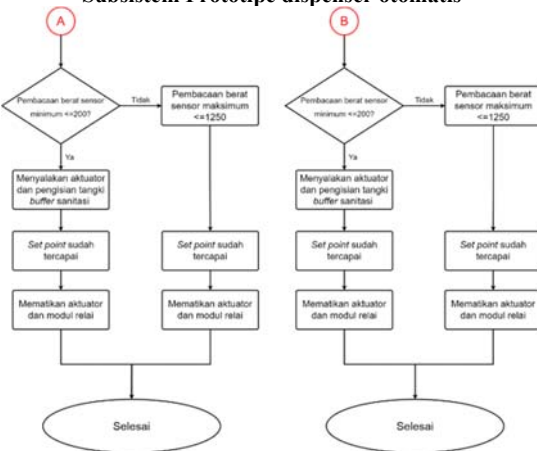 Subsistem Prototipe dispenser otomatis
A
Pembacaan berat sensor
minimum <=200?
Tidak
Pembacaan berat
sensor maksimum
<=1250
Ya
Menyalakan aktuator
dan pengisian tangki
buffer sanitasi
Set point sudah
tercapai
Set point sudah
tercapai
Mematikan aktuator
dan modul relai
Mematikan aktuator
dan modul relai
Selesai
B
Pembacaan berat sensor
minimum <=200?
Tidak
Pembacaan berat
sensor maksimum
<=1250
Ya
Menyalakan aktuator
dan pengisian tangki
buffer sanitasi
Set point sudah
tercapai
Set point sudah
tercapai
Mematikan aktuator
dan modul relai
Mematikan aktuator
dan modul relai
Selesai